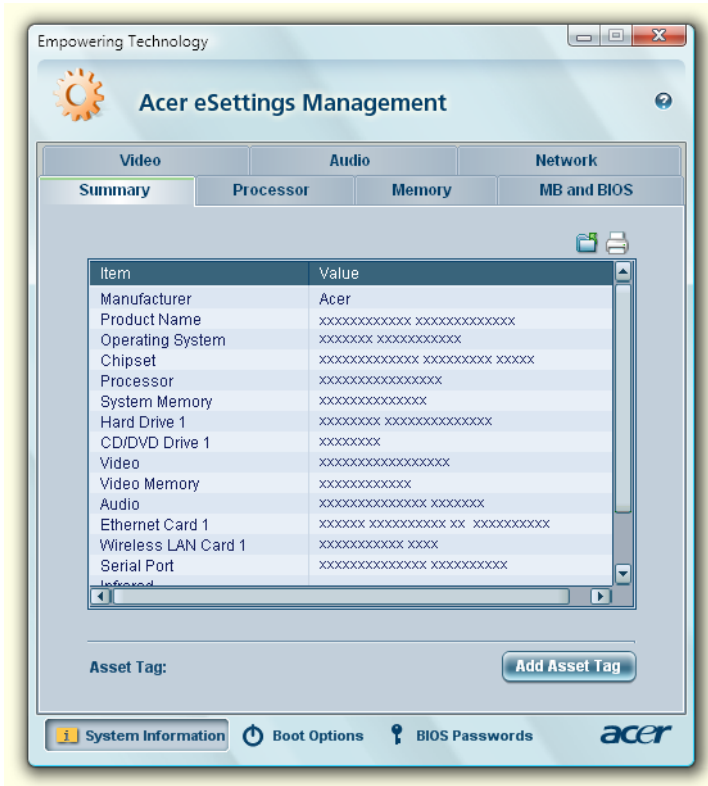 Empowering Technology
Acer eSettings Management
Video Audio Network
Summary Processor Memory MB and BIOS
Item Value
Manufacturer Acer
Product Name xxxxxxxxxxxx xxxxxxxxxxxxx
Operating System xxxxxxx xxxxxxxxxxx
Chipset xxxxxxxxxxxxx xxxxxxxxx xxxxx
Processor xxxxxxxxxxxxxxxx
System Memory xxxxxxxxxxxxxx
Hard Drive 1 xxxxxxxx xxxxxxxxxxxxxx
CD/DVD Drive 1 xxxxxxxx
Video xxxxxxxxxxxxxxxxx
Video Memory xxxxxxxxxxxx
Audio xxxxxxxxxxxxxx xxxxxxx
Ethernet Card 1 xxxxxx xxxxxxxxxx xx xxxxxxxxxx
Wireless LAN Card 1 xxxxxxxxxxx xxxx
Serial Port xxxxxxxxxxxxxx xxxxxxxxxx
Infrared
Asset Tag: Add Asset Tag
System Information Boot Options BIOS Passwords acer